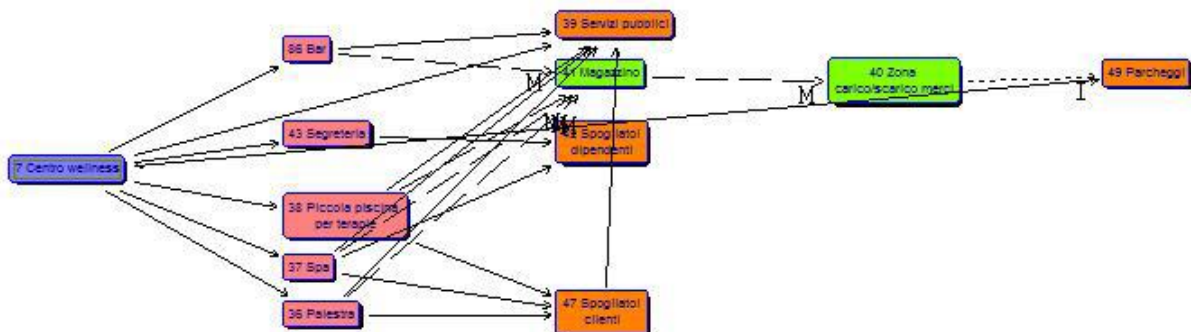 39 Servizi pubblici
86 Bar
41 Magazzino
M
40 Zona
carico/scarico merci
M
49 Parcheggi
I
43 Segreteria
Spogliatoi
dipendenti
7 Centro wellness
38 Piccola piscina
per terapie
37 Spa
36 Palestra
47 Spogliatoi
clienti